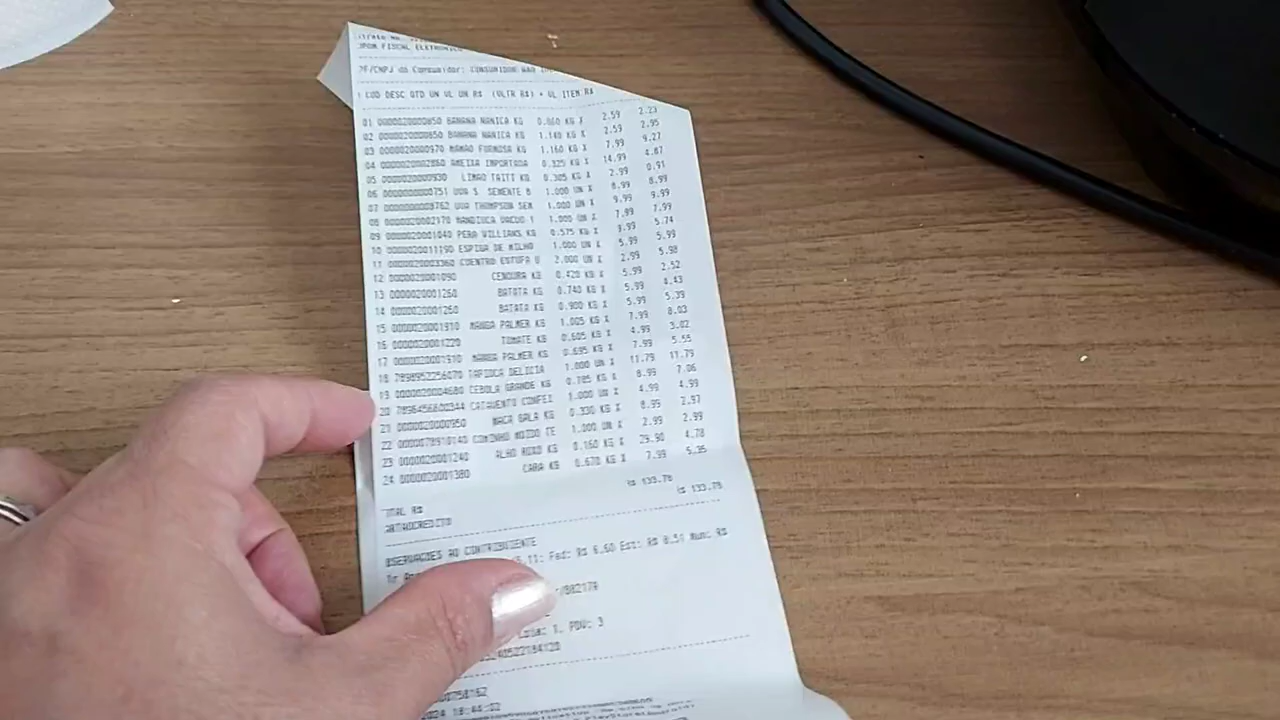 CUPOM FISCAL ELETRONICO
CPF/CNPJ do Consumidor: CONSUMIDOR NAO
COD DESC QTD UN VL UN R$ (VLTR R$) * VL ITEM R$
01 0000020000850 BANANA NANICA KG 0.860 KG X 2.59 2.23
02 0000020000850 BANANA NANICA KG 1.140 KG X 2.59 2.95
03 0000020000970 MAMAO FORMOSA KG 1.160 KG X 7.99 9.27
04 0000020002860 AMEIXA IMPORTADA 0.325 KG X 14.99 4.87
05 0000020000930 LIMAO TAITI KG 0.305 KG X 2.99 0.91
06 0000000000751 UVA S SEMENTE B 1.000 UN X 8.99 8.99
07 0000000008762 UVA THOMPSON SEM 1.000 UN X 9.99 9.99
08 0000020002170 MANDIOCA VACUO 1 1.000 UN X 7.99 7.99
09 0000020001040 PERA WILLIANS KG 0.575 KG X 9.99 5.74
10 0000020011190 ESPIGA DE MILHO 1.000 UN X 5.99 5.99
11 0000020003360 COENTRO ESTUFA U 2.000 UN X 2.99 5.98
12 0000020001090 CENOURA KG 0.420 KG X 5.99 2.52
13 0000020001260 BATATA KG 0.740 KG X 5.99 4.43
14 0000020001260 BATATA KG 0.900 KG X 5.99 5.39
15 0000020001910 MANGA PALMER KG 1.005 KG X 7.99 8.03
16 0000020001220 TOMATE KG 0.605 KG X 4.99 3.02
17 0000020001910 MANGA PALMER KG 0.695 KG X 7.99 5.55
18 7898952256070 TAPIOCA DELICIA 1.000 UN X 11.79 11.79
19 0000020004680 CEBOLA GRANDE KG 0.785 KG X 8.99 7.06
20 7896456600344 CATAVENTO CONFEI 1.000 UN X 4.99 4.99
21 0000020000950 MACA GALA KG 0.330 KG X 8.99 2.97
22 0000078910140 COMINHO MOIDO TE 1.000 UN X 2.99 2.99
23 0000020001240 ALHO ROXO KG 0.160 KG X 29.90 4.78
24 0000020001380 CARA KG 0.670 KG X 7.99 5.35
TOTAL R$ R$ 133.78
CARTAOCREDITO R$ 133.78
OBSERVACOES AO CONTRIBUINTE
Fed: R$ 6.60 Est: R$ 8.51 Mun: R$
/882179
Loja: 1. PDV: 3